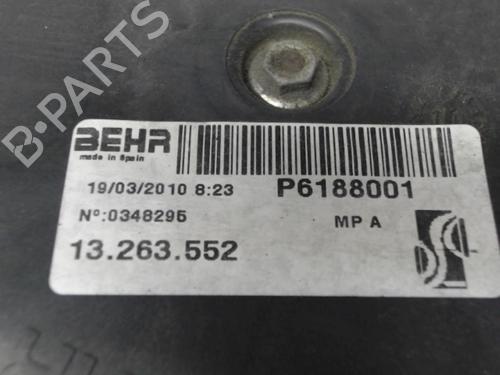 B-PARTS
BEHR
made in Spain
19/03/2010 8:23 P6188001
Nº:0348295 MP A
13.263.552